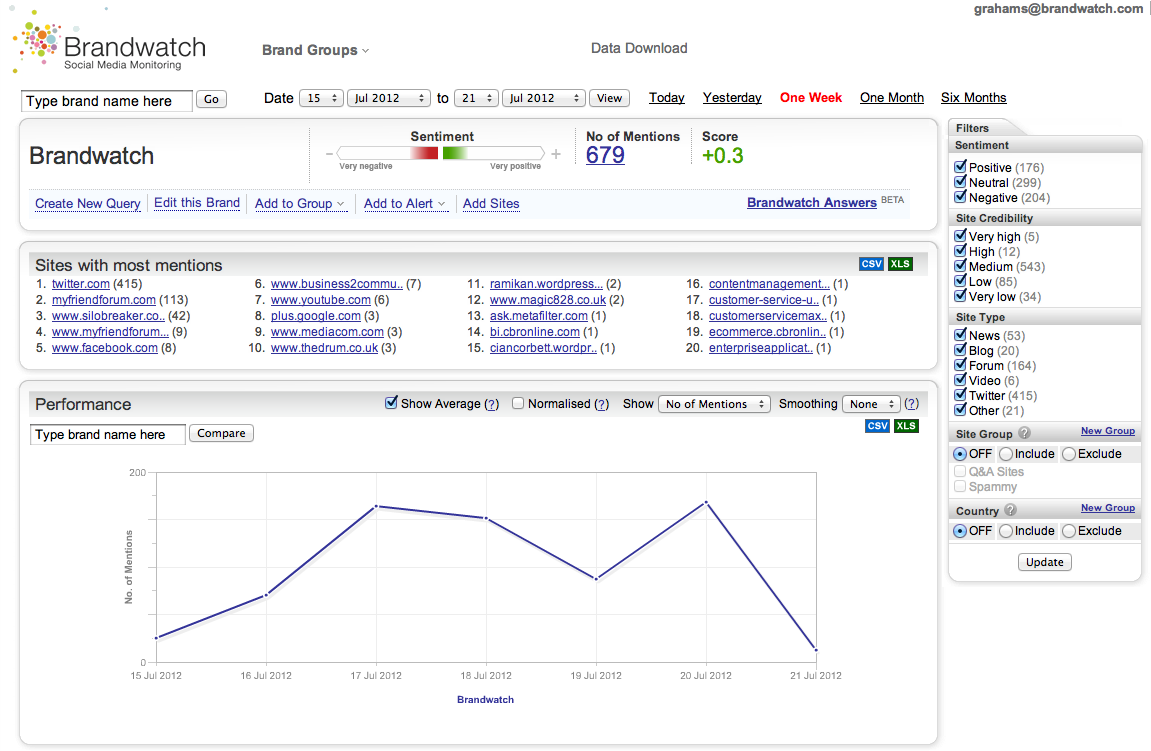 grahams@brandwatch.com
Brandwatch
Social Media Monitoring
Brand Groups
Data Download
Type brand name here Go Date 15 Jul 2012 to 21 Jul 2012 View Today Yesterday One Week One Month Six Months
Brandwatch
Sentiment
− +
Very negative Very positive
No of Mentions
679
Score
+0.3
Create New Query Edit this Brand Add to Group Add to Alert Add Sites Brandwatch Answers BETA
Sites with most mentions CSV XLS
1. twitter.com (415)
2. myfriendforum.com (113)
3. www.silobreaker.co.. (42)
4. www.myfriendforum... (9)
5. www.facebook.com (8)
6. www.business2commu.. (7)
7. www.youtube.com (6)
8. plus.google.com (3)
9. www.mediacom.com (3)
10. www.thedrum.co.uk (3)
11. ramikan.wordpress... (2)
12. www.magic828.co.uk (2)
13. ask.metafilter.com (1)
14. bi.cbronline.com (1)
15. ciancorbett.wordpr.. (1)
16. contentmanagement... (1)
17. customer-service-u.. (1)
18. customerservicemax.. (1)
19. ecommerce.cbronlin.. (1)
20. enterpriseapplicat.. (1)
Performance Show Average (?) Normalised (?) Show No of Mentions Smoothing None (?)
CSV XLS
Type brand name here Compare
200
No. of Mentions
0
15 Jul 2012 16 Jul 2012 17 Jul 2012 18 Jul 2012 19 Jul 2012 20 Jul 2012 21 Jul 2012
Brandwatch
Filters
Sentiment
Positive (176)
Neutral (299)
Negative (204)
Site Credibility
Very high (5)
High (12)
Medium (543)
Low (85)
Very low (34)
Site Type
News (53)
Blog (20)
Forum (164)
Video (6)
Twitter (415)
Other (21)
Site Group ? New Group
OFF Include Exclude
Q&A Sites
Spammy
Country ? New Group
OFF Include Exclude
Update